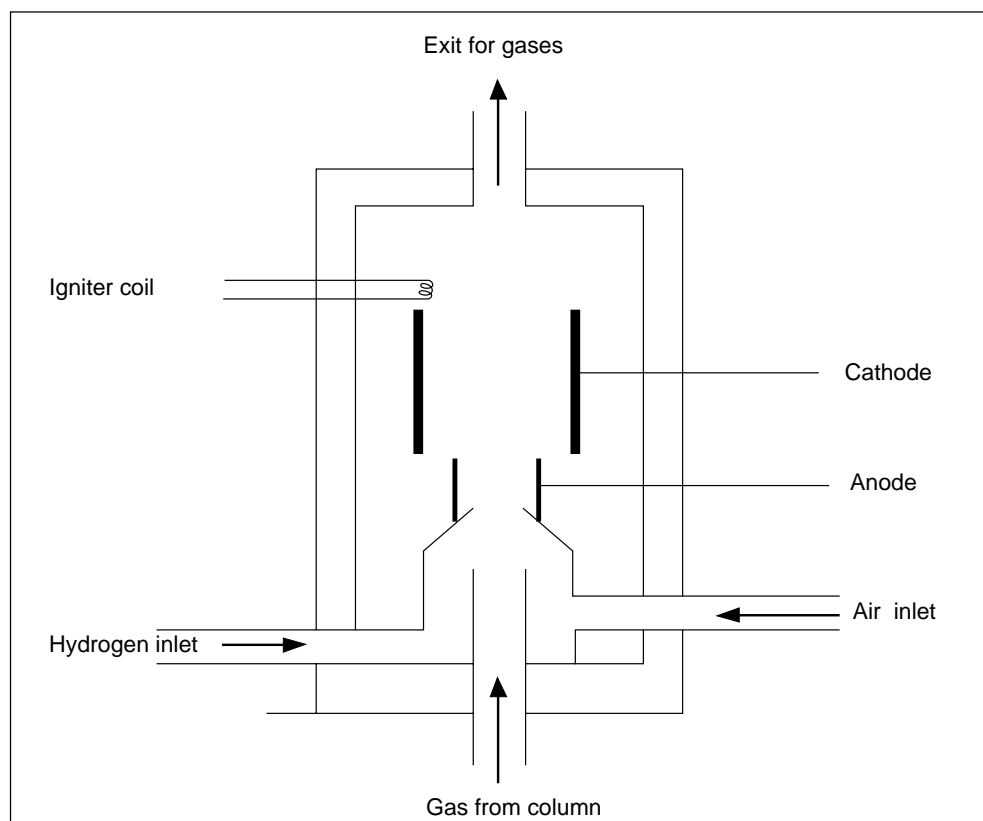 Exit for gases
Igniter coil
Cathode
Anode
Air inlet
Hydrogen inlet
Gas from column